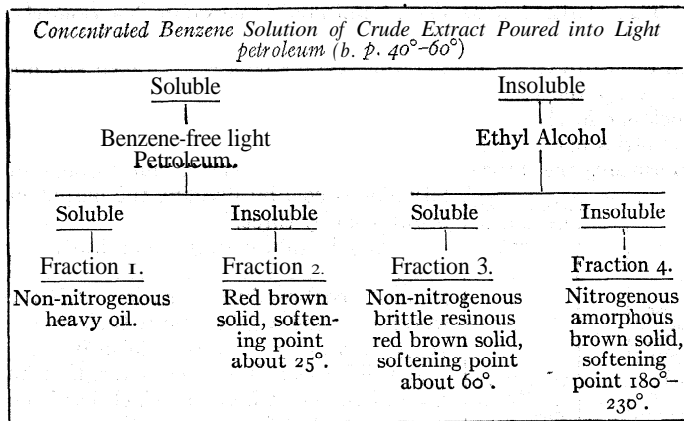 Concentrated Benzene Solution of Crude Extract Poured into Light
petroleum (b. p. 40°-60°)
Soluble
Insoluble
Benzene-free light
Petroleum.
Ethyl Alcohol
Soluble
Insoluble
Soluble
Insoluble
Fraction 1.
Fraction 2.
Fraction 3.
Fraction 4.
Non-nitrogenous
heavy oil.
Red brown
solid, soften-
ing point
about 25°.
Non-nitrogenous
brittle resinous
red brown solid,
softening point
about 60°.
Nitrogenous
amorphous
brown solid,
softening
point 180°-
230°.